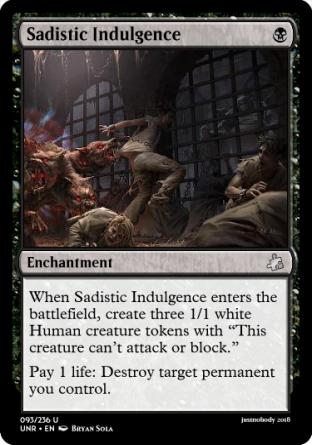 Sadistic Indulgence
Enchantment
When Sadistic Indulgence enters the
battlefield, create three 1/1 white
Human creature tokens with “This
creature can’t attack or block.”
Pay 1 life: Destroy target permanent
you control.
093/236 U
UNR • EN Bryan Sola
justnobody 2018